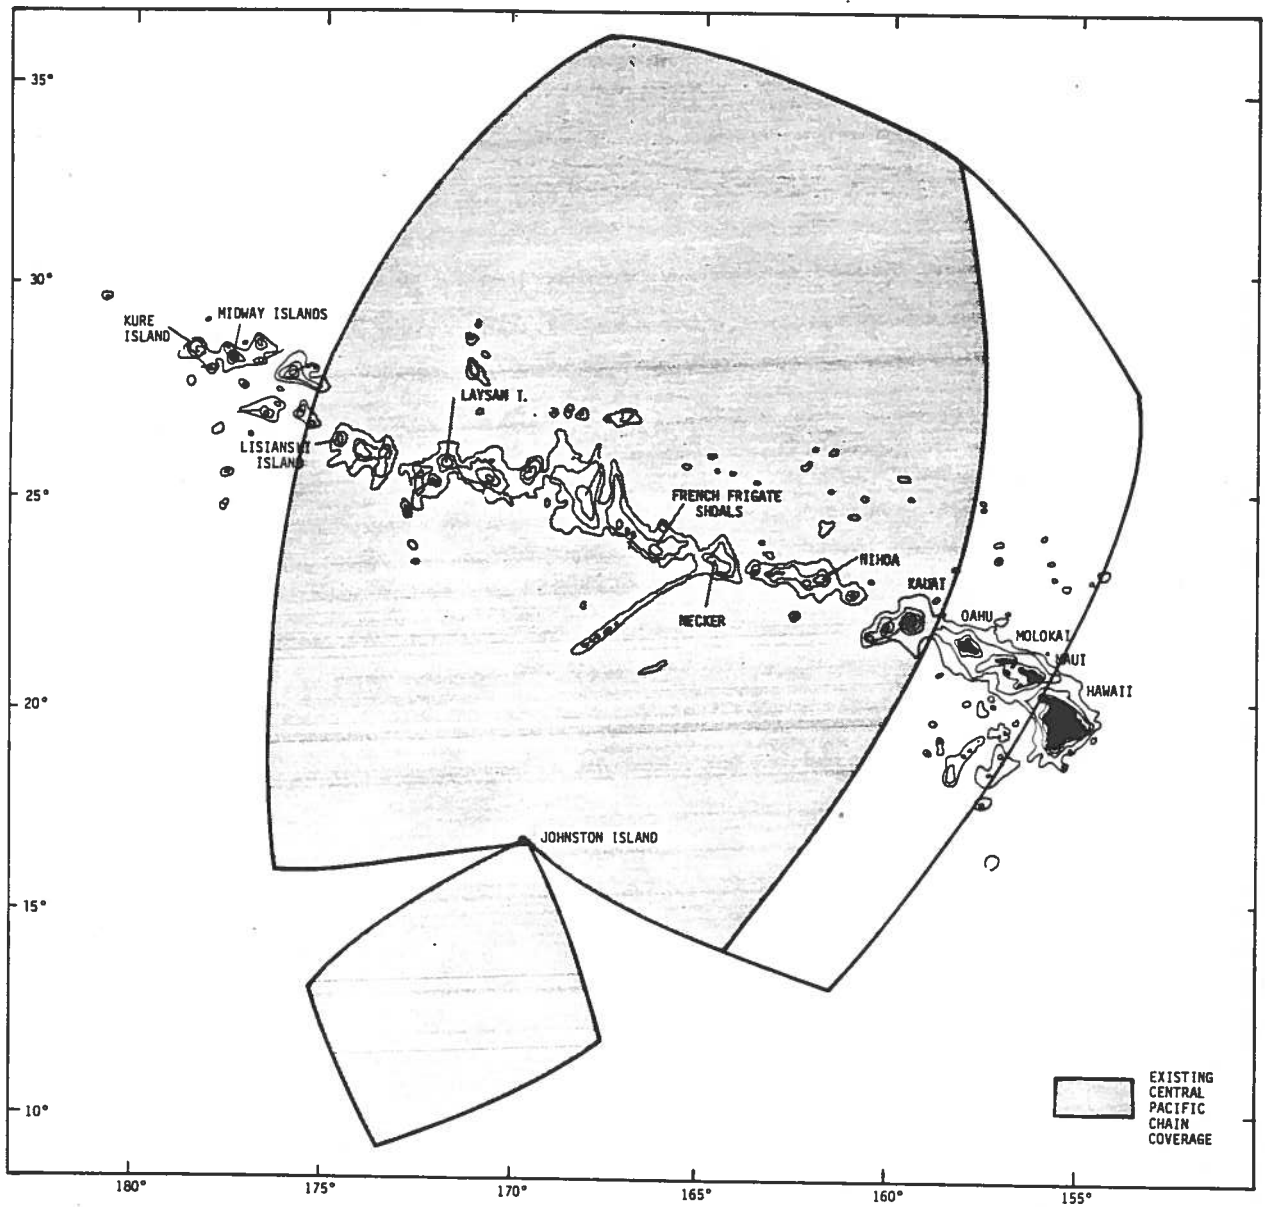 35°
30°
KURE
ISLAND
MIDWAY ISLANDS
LAYSAN I.
LISIANSKI
ISLAND
25°
FRENCH FRIGATE
SHOALS
NIHOA
KAUAI
NECKER
OAHU
MOLOKAI
MAUI
HAWAII
20°
JOHNSTON ISLAND
15°
10°
EXISTING
CENTRAL
PACIFIC
CHAIN
COVERAGE
180°
175°
170°
165°
160°
155°